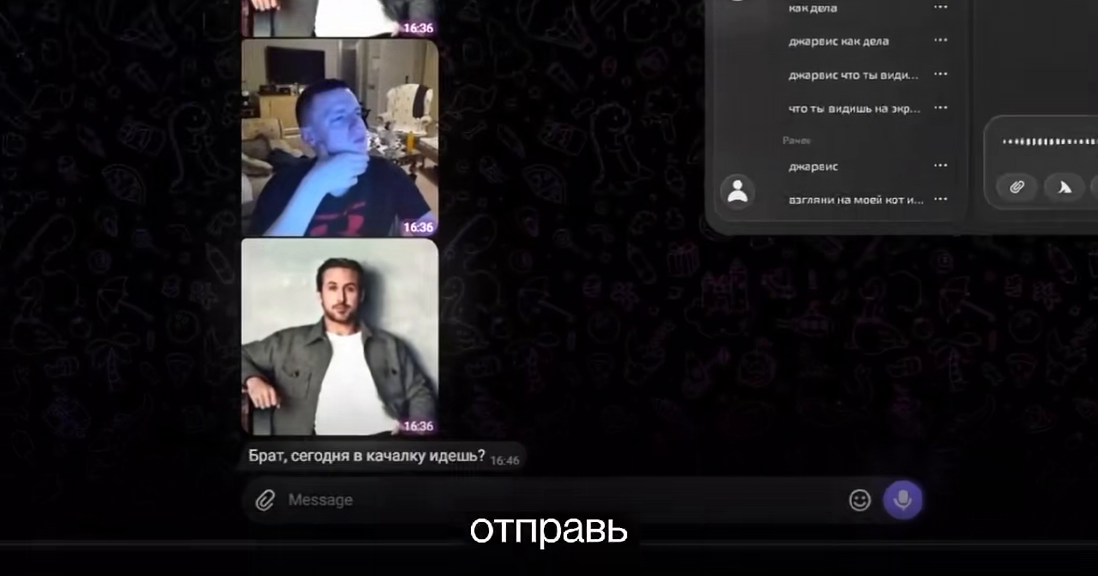 16:36
16:36
16:36
Брат, сегодня в качалку идешь? 16:46
Message
как дела
джарвис как дела
джарвис что ты види...
что ты видишь на экр...
Ранее
джарвис
взгляни на моей кот и...
отправь